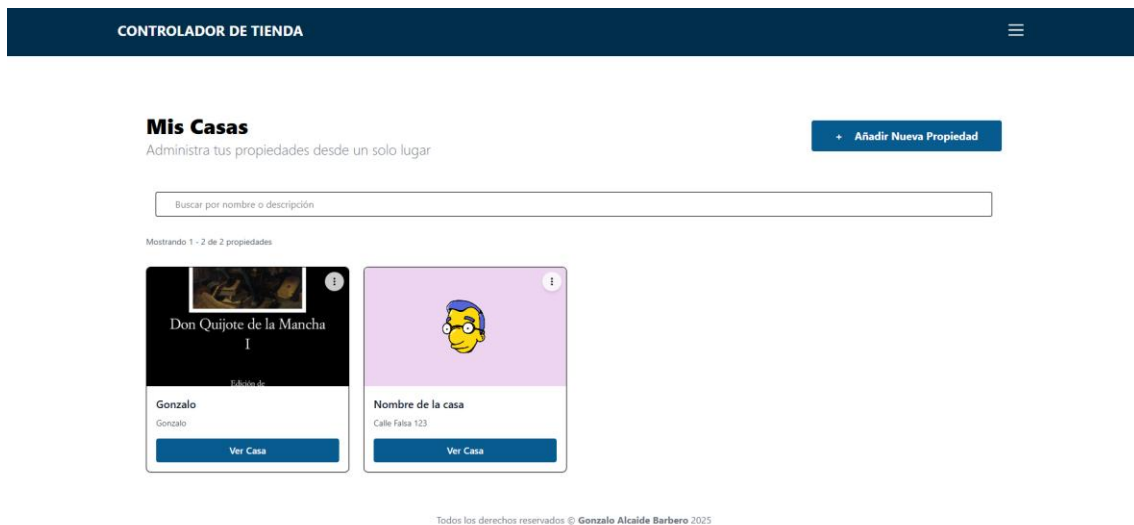 CONTROLADOR DE TIENDA
Mis Casas
+ Añadir Nueva Propiedad
Administra tus propiedades desde un solo lugar
Buscar por nombre o descripción
Mostrando 1 - 2 de 2 propiedades
Don Quijote de la Mancha
I
Edición de
Gonzalo
Gonzalo
Ver Casa
Nombre de la casa
Calle Falsa 123
Ver Casa
Todos los derechos reservados © Gonzalo Alcaide Barbero 2025